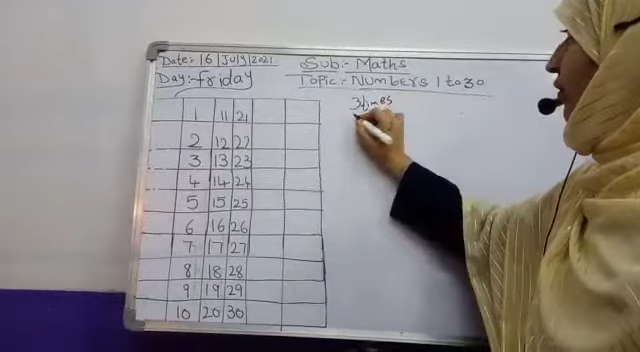 Date:- 16 | July | 2021
Sub:- Maths
Day:- Friday
Topic:- Numbers 1 to 30
3times
1 11 21
2 12 22
3 13 23
4 14 24
5 15 25
6 16 26
7 17 27
8 18 28
9 19 29
10 20 30